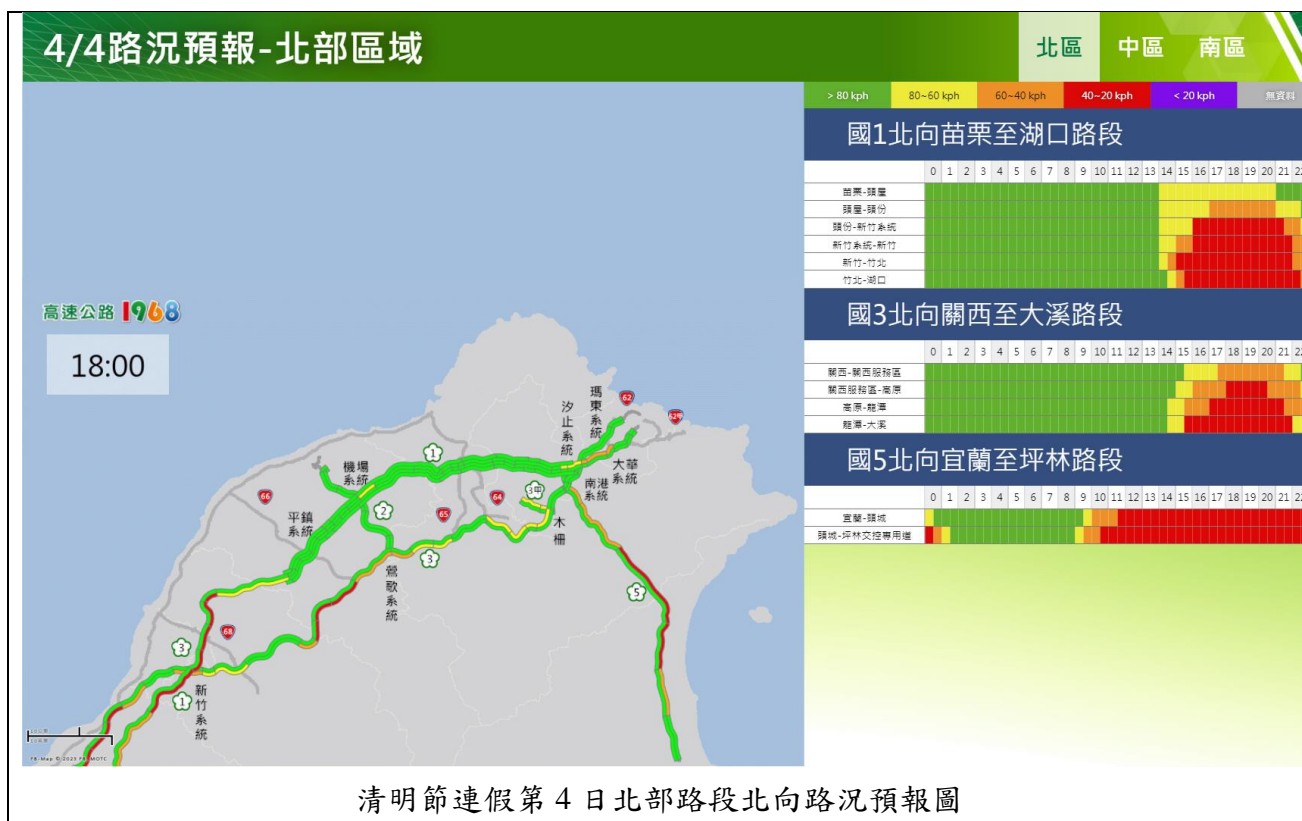 4/4路況預報-北部區域
北區 中區 南區
> 80 kph 80~60 kph 60~40 kph 40~20 kph < 20 kph 無資料
國1北向苗栗至湖口路段
0 1 2 3 4 5 6 7 8 9 10 11 12 13 14 15 16 17 18 19 20 21 22
苗栗-頭屋
頭屋-頭份
頭份-新竹系統
新竹系統-新竹
新竹-竹北
竹北-湖口
國3北向關西至大溪路段
0 1 2 3 4 5 6 7 8 9 10 11 12 13 14 15 16 17 18 19 20 21 22
關西-關西服務區
關西服務區-高原
高原-龍潭
龍潭-大溪
國5北向宜蘭至坪林路段
0 1 2 3 4 5 6 7 8 9 10 11 12 13 14 15 16 17 18 19 20 21 22
宜蘭-頭城
頭城-坪林交控專用道
高速公路 1968
18:00
瑪東系統
汐止系統
62
62甲
1
機場系統
大華系統
南港系統
66
64
3甲
2
65
平鎮系統
木柵
3
鶯歌系統
5
68
3
1
新竹系統
清明節連假第 4 日北部路段北向路況預報圖